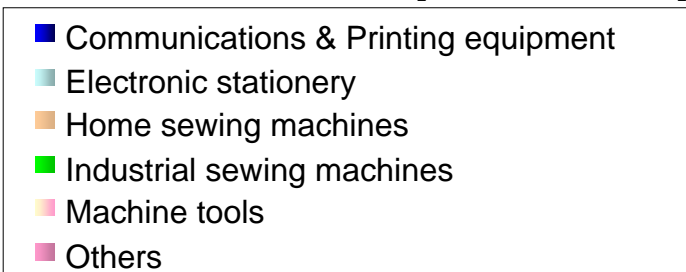 Communications & Printing equipment
Electronic stationery
Home sewing machines
Industrial sewing machines
Machine tools
Others